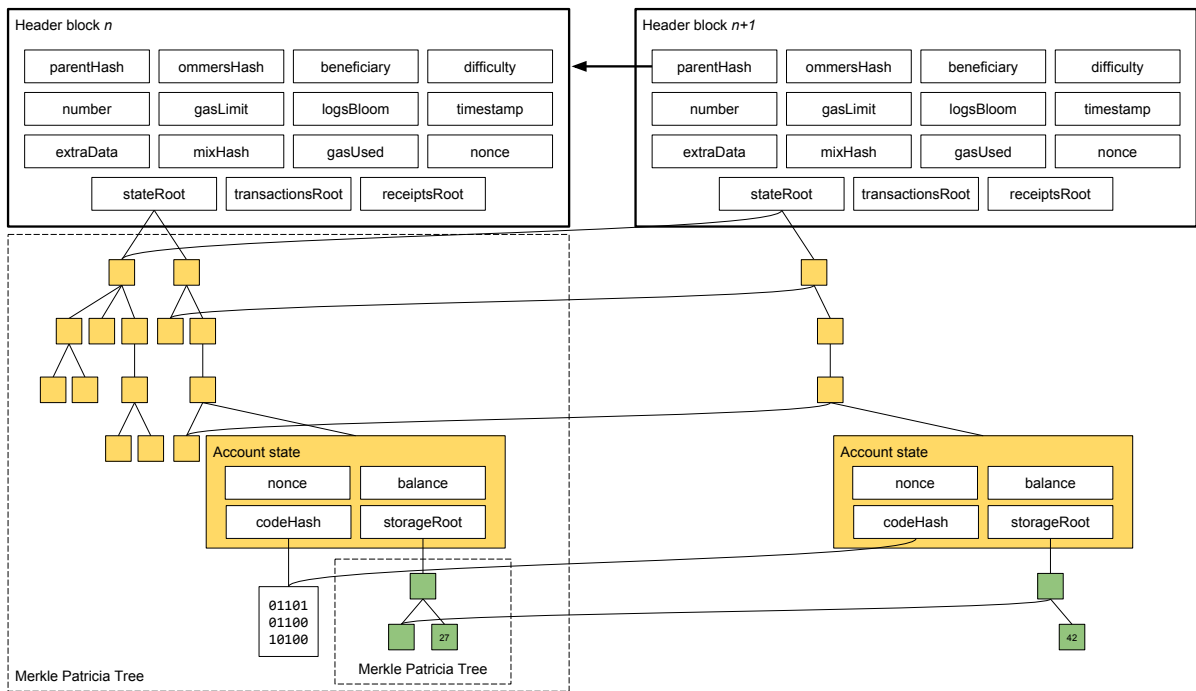 Header block n
parentHash ommersHash beneficiary difficulty
number gasLimit logsBloom timestamp
extraData mixHash gasUsed nonce
stateRoot transactionsRoot receiptsRoot
Header block n+1
parentHash ommersHash beneficiary difficulty
number gasLimit logsBloom timestamp
extraData mixHash gasUsed nonce
stateRoot transactionsRoot receiptsRoot
Account state
nonce balance
codeHash storageRoot
Account state
nonce balance
codeHash storageRoot
01101
01100
10100
27
42
Merkle Patricia Tree
Merkle Patricia Tree